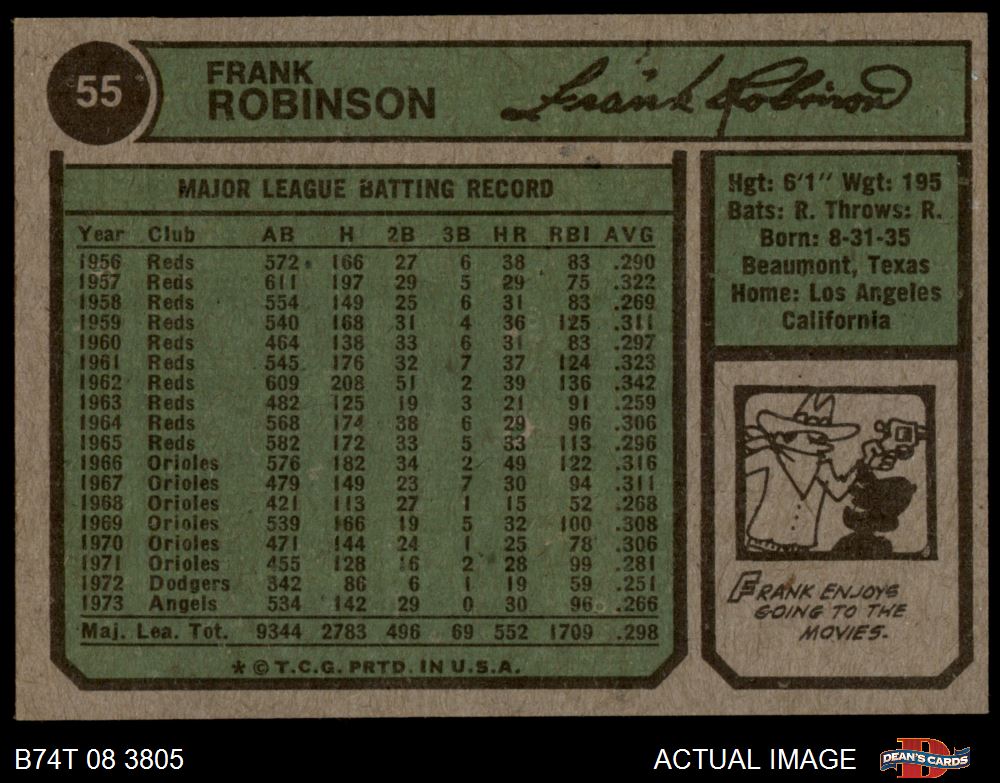 55
FRANK
ROBINSON
Frank Robinson
MAJOR LEAGUE BATTING RECORD
Year Club AB H 2B 3B HR RBI AVG
1956 Reds 572 166 27 6 38 83 .290
1957 Reds 611 197 29 5 29 75 .322
1958 Reds 554 149 25 6 31 83 .269
1959 Reds 540 168 31 4 36 125 .311
1960 Reds 464 138 33 6 31 83 .297
1961 Reds 545 176 32 7 37 124 .323
1962 Reds 609 208 51 2 39 136 .342
1963 Reds 482 125 19 3 21 91 .259
1964 Reds 568 174 38 6 29 96 .306
1965 Reds 582 172 33 5 33 113 .296
1966 Orioles 576 182 34 2 49 122 .316
1967 Orioles 479 149 23 7 30 94 .311
1968 Orioles 421 113 27 1 15 52 .268
1969 Orioles 539 166 19 5 32 100 .308
1970 Orioles 471 144 24 1 25 78 .306
1971 Orioles 455 128 16 2 28 99 .281
1972 Dodgers 342 86 6 1 19 59 .251
1973 Angels 534 142 29 0 30 96 .266
Maj. Lea. Tot. 9344 2783 496 69 552 1709 .298
* © T.C.G. PRTD. IN U.S.A.
Hgt: 6'1" Wgt: 195
Bats: R. Throws: R.
Born: 8-31-35
Beaumont, Texas
Home: Los Angeles
California
FRANK ENJOYS
GOING TO THE
MOVIES.
B74T 08 3805
ACTUAL IMAGE
DEAN'S CARDS